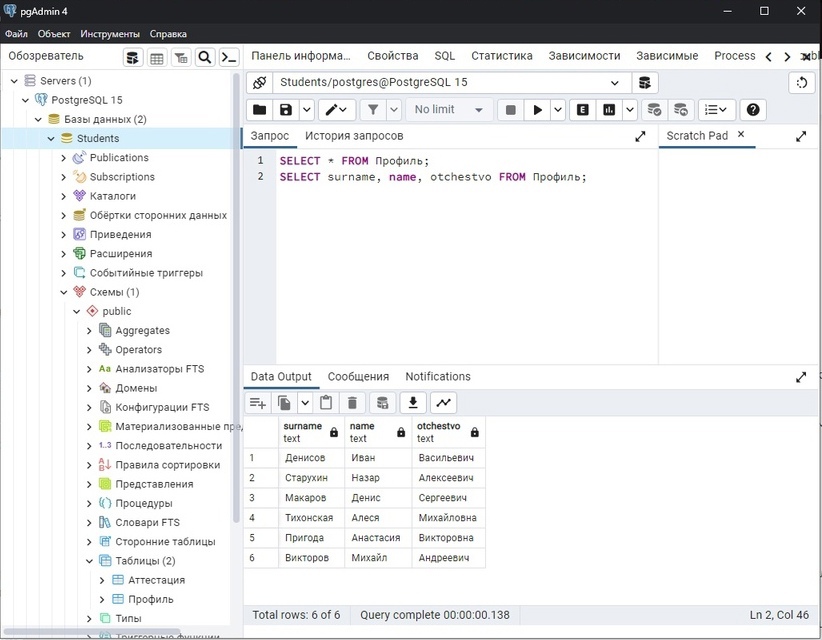 pgAdmin 4
Файл Объект Инструменты Справка
Обозреватель
Панель информа... Свойства SQL Статистика Зависимости Зависимые Process
Servers (1)
PostgreSQL 15
Базы данных (2)
Students
Publications
Subscriptions
Каталоги
Обёртки сторонних данных
Приведения
Расширения
Событийные триггеры
Схемы (1)
public
Aggregates
Operators
Анализаторы FTS
Домены
Конфигурации FTS
Материализованные пре
1..3 Последовательности
Правила сортировки
Представления
Процедуры
Словари FTS
Сторонние таблицы
Таблицы (2)
Аттестация
Профиль
Типы
Триггерные функции
Students/postgres@PostgreSQL 15
No limit
Запрос История запросов
Scratch Pad
1 SELECT * FROM Профиль;
2 SELECT surname, name, otchestvo FROM Профиль;
Data Output Сообщения Notifications
surname name otchestvo
text text text
1 Денисов Иван Васильевич
2 Старухин Назар Алексеевич
3 Макаров Денис Сергеевич
4 Тихонская Алеся Михайловна
5 Пригода Анастасия Викторовна
6 Викторов Михайл Андреевич
Total rows: 6 of 6 Query complete 00:00:00.138 Ln 2, Col 46